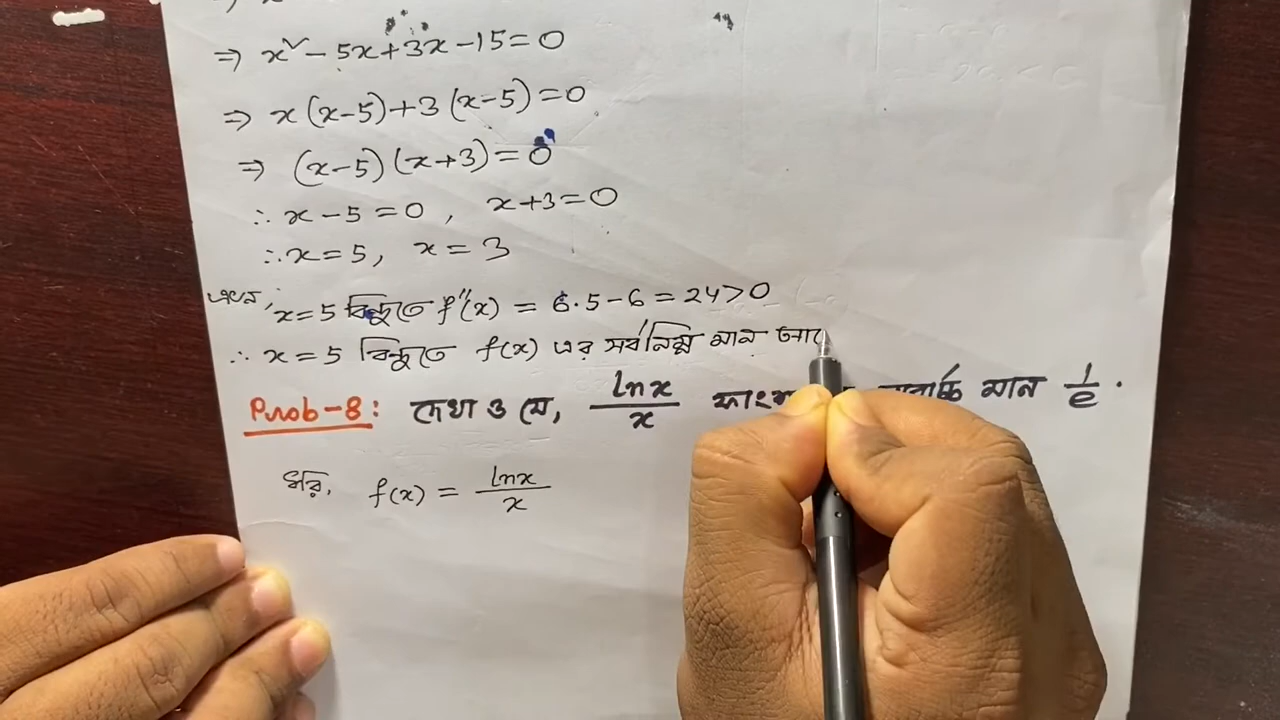 ⇒ x² - 5x + 3x - 15 = 0
⇒ x(x-5) + 3(x-5) = 0
⇒ (x-5)(x+3) = 0
∴ x - 5 = 0 , x + 3 = 0
∴ x = 5, x = 3
এখন, x = 5 বিন্দুতে f''(x) = 6·5 - 6 = 24 > 0
∴ x = 5 বিন্দুতে f(x) এর সর্বনিম্ন মান
Prob-8: দেখাও যে, lnx/x মান 1/e .
ধরি, f(x) = lnx/x